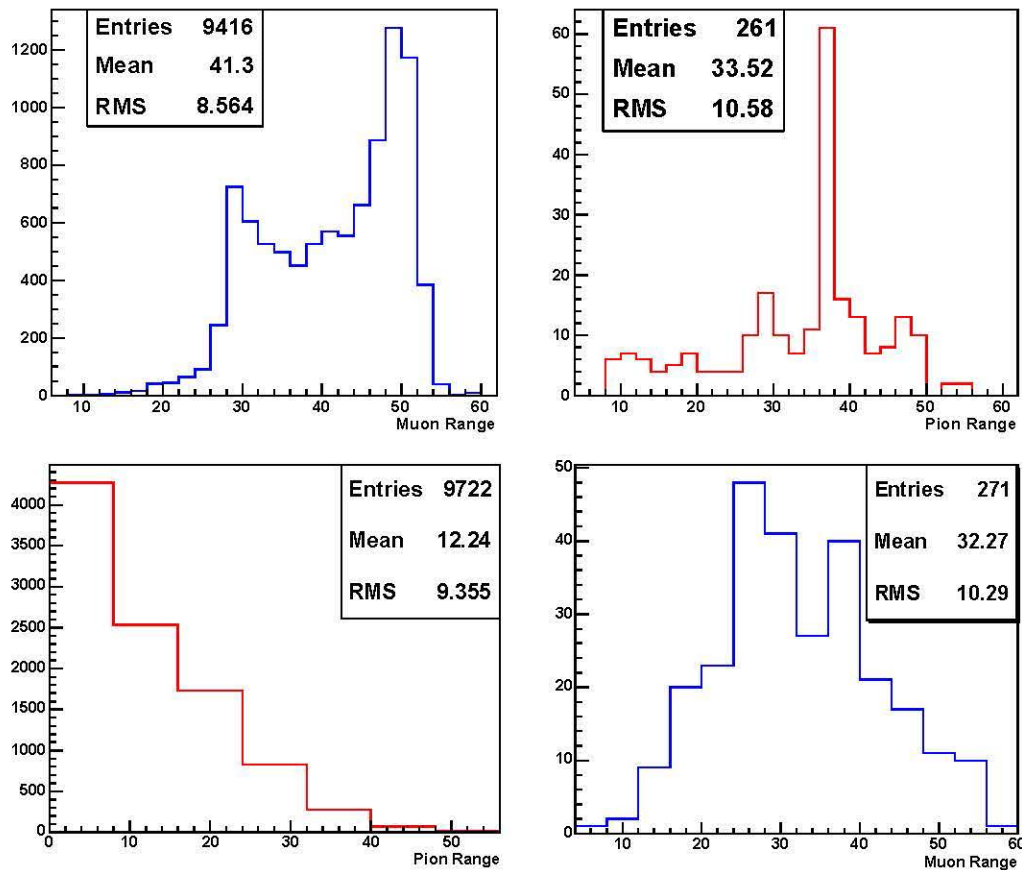 Entries 9416
Mean 41.3
RMS 8.564
1200
1000
800
600
400
200
0
10 20 30 40 50 60
Muon Range
Entries 261
Mean 33.52
RMS 10.58
60
50
40
30
20
10
0
10 20 30 40 50 60
Pion Range
Entries 9722
Mean 12.24
RMS 9.355
4000
3500
3000
2500
2000
1500
1000
500
0
0 10 20 30 40 50
Pion Range
Entries 271
Mean 32.27
RMS 10.29
50
40
30
20
10
0
10 20 30 40 50 60
Muon Range